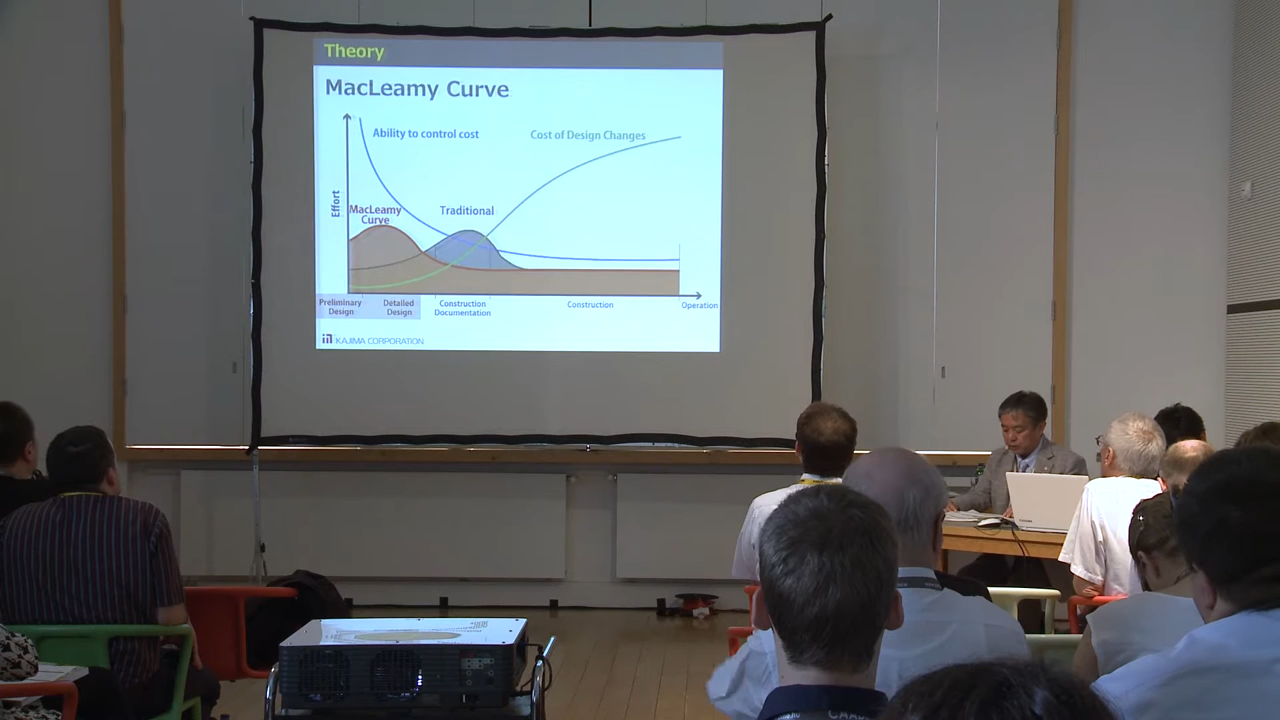 Theory
MacLeamy Curve
Ability to control cost
Cost of Design Changes
Effort
MacLeamy
Curve
Traditional
Preliminary
Design
Detailed
Design
Construction
Documentation
Construction
Operation
KAJIMA CORPORATION